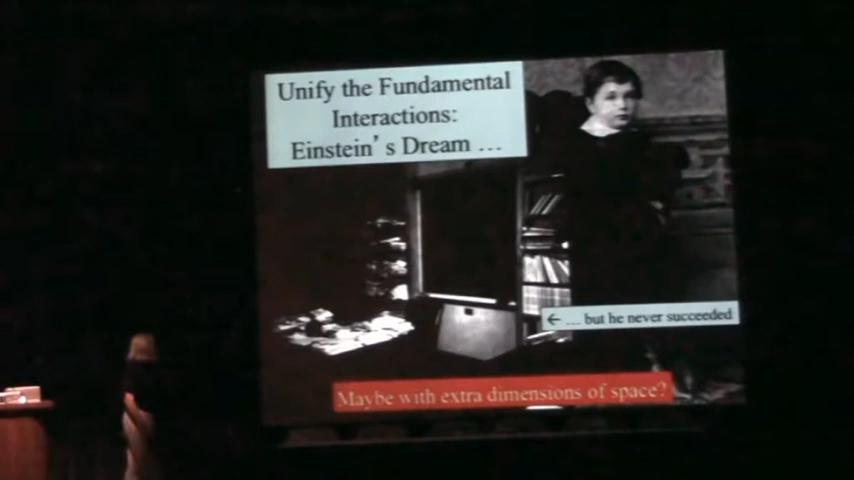 Unify the Fundamental
Interactions:
Einstein's Dream ...
← ... but he never succeeded
Maybe with extra dimensions of space?